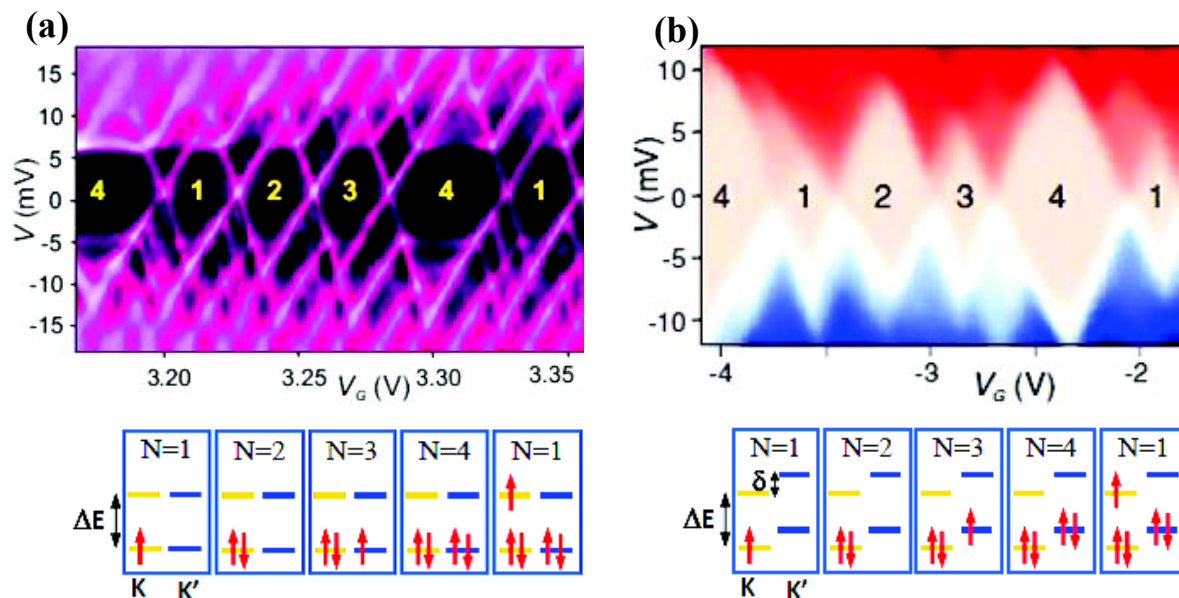 (a)
15
10
5
0
-5
-10
-15
V (mV)
4 1 2 3 4 1
3.20 3.25 3.30 3.35
V_G (V)
N=1 N=2 N=3 N=4 N=1
ΔE
K K′
(b)
10
5
0
-5
-10
V (mV)
4 1 2 3 4 1
-4 -3 -2
V_G (V)
N=1 N=2 N=3 N=4 N=1
δ
ΔE
K K′